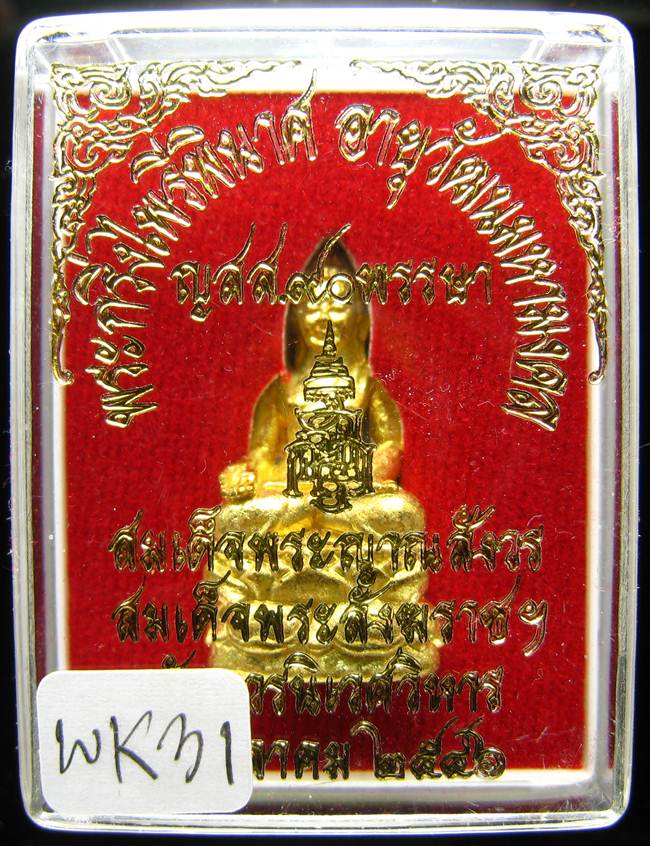 พระกริ่งไพรีพินาศ อายุวัฒนมหามงคล
ญสส.๙๐พรรษา
สมเด็จพระญาณสังวร
สมเด็จพระสังฆราชฯ
วรนิเวศวิหาร
าคม ๒๕๔๖
WK31